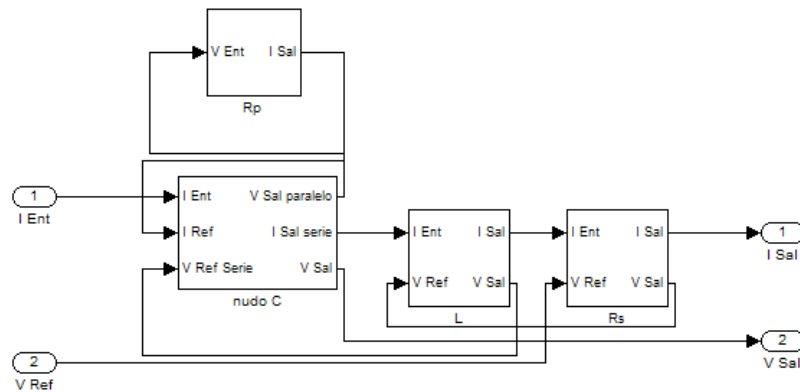 V Ent I Sal
Rp
1
I Ent
I Ent V Sal paralelo
I Ref I Sal serie
V Ref Serie V Sal
nudo C
I Ent I Sal
V Ref V Sal
L
I Ent I Sal
V Ref V Sal
Rs
1
I Sal
2
V Ref
2
V Sal